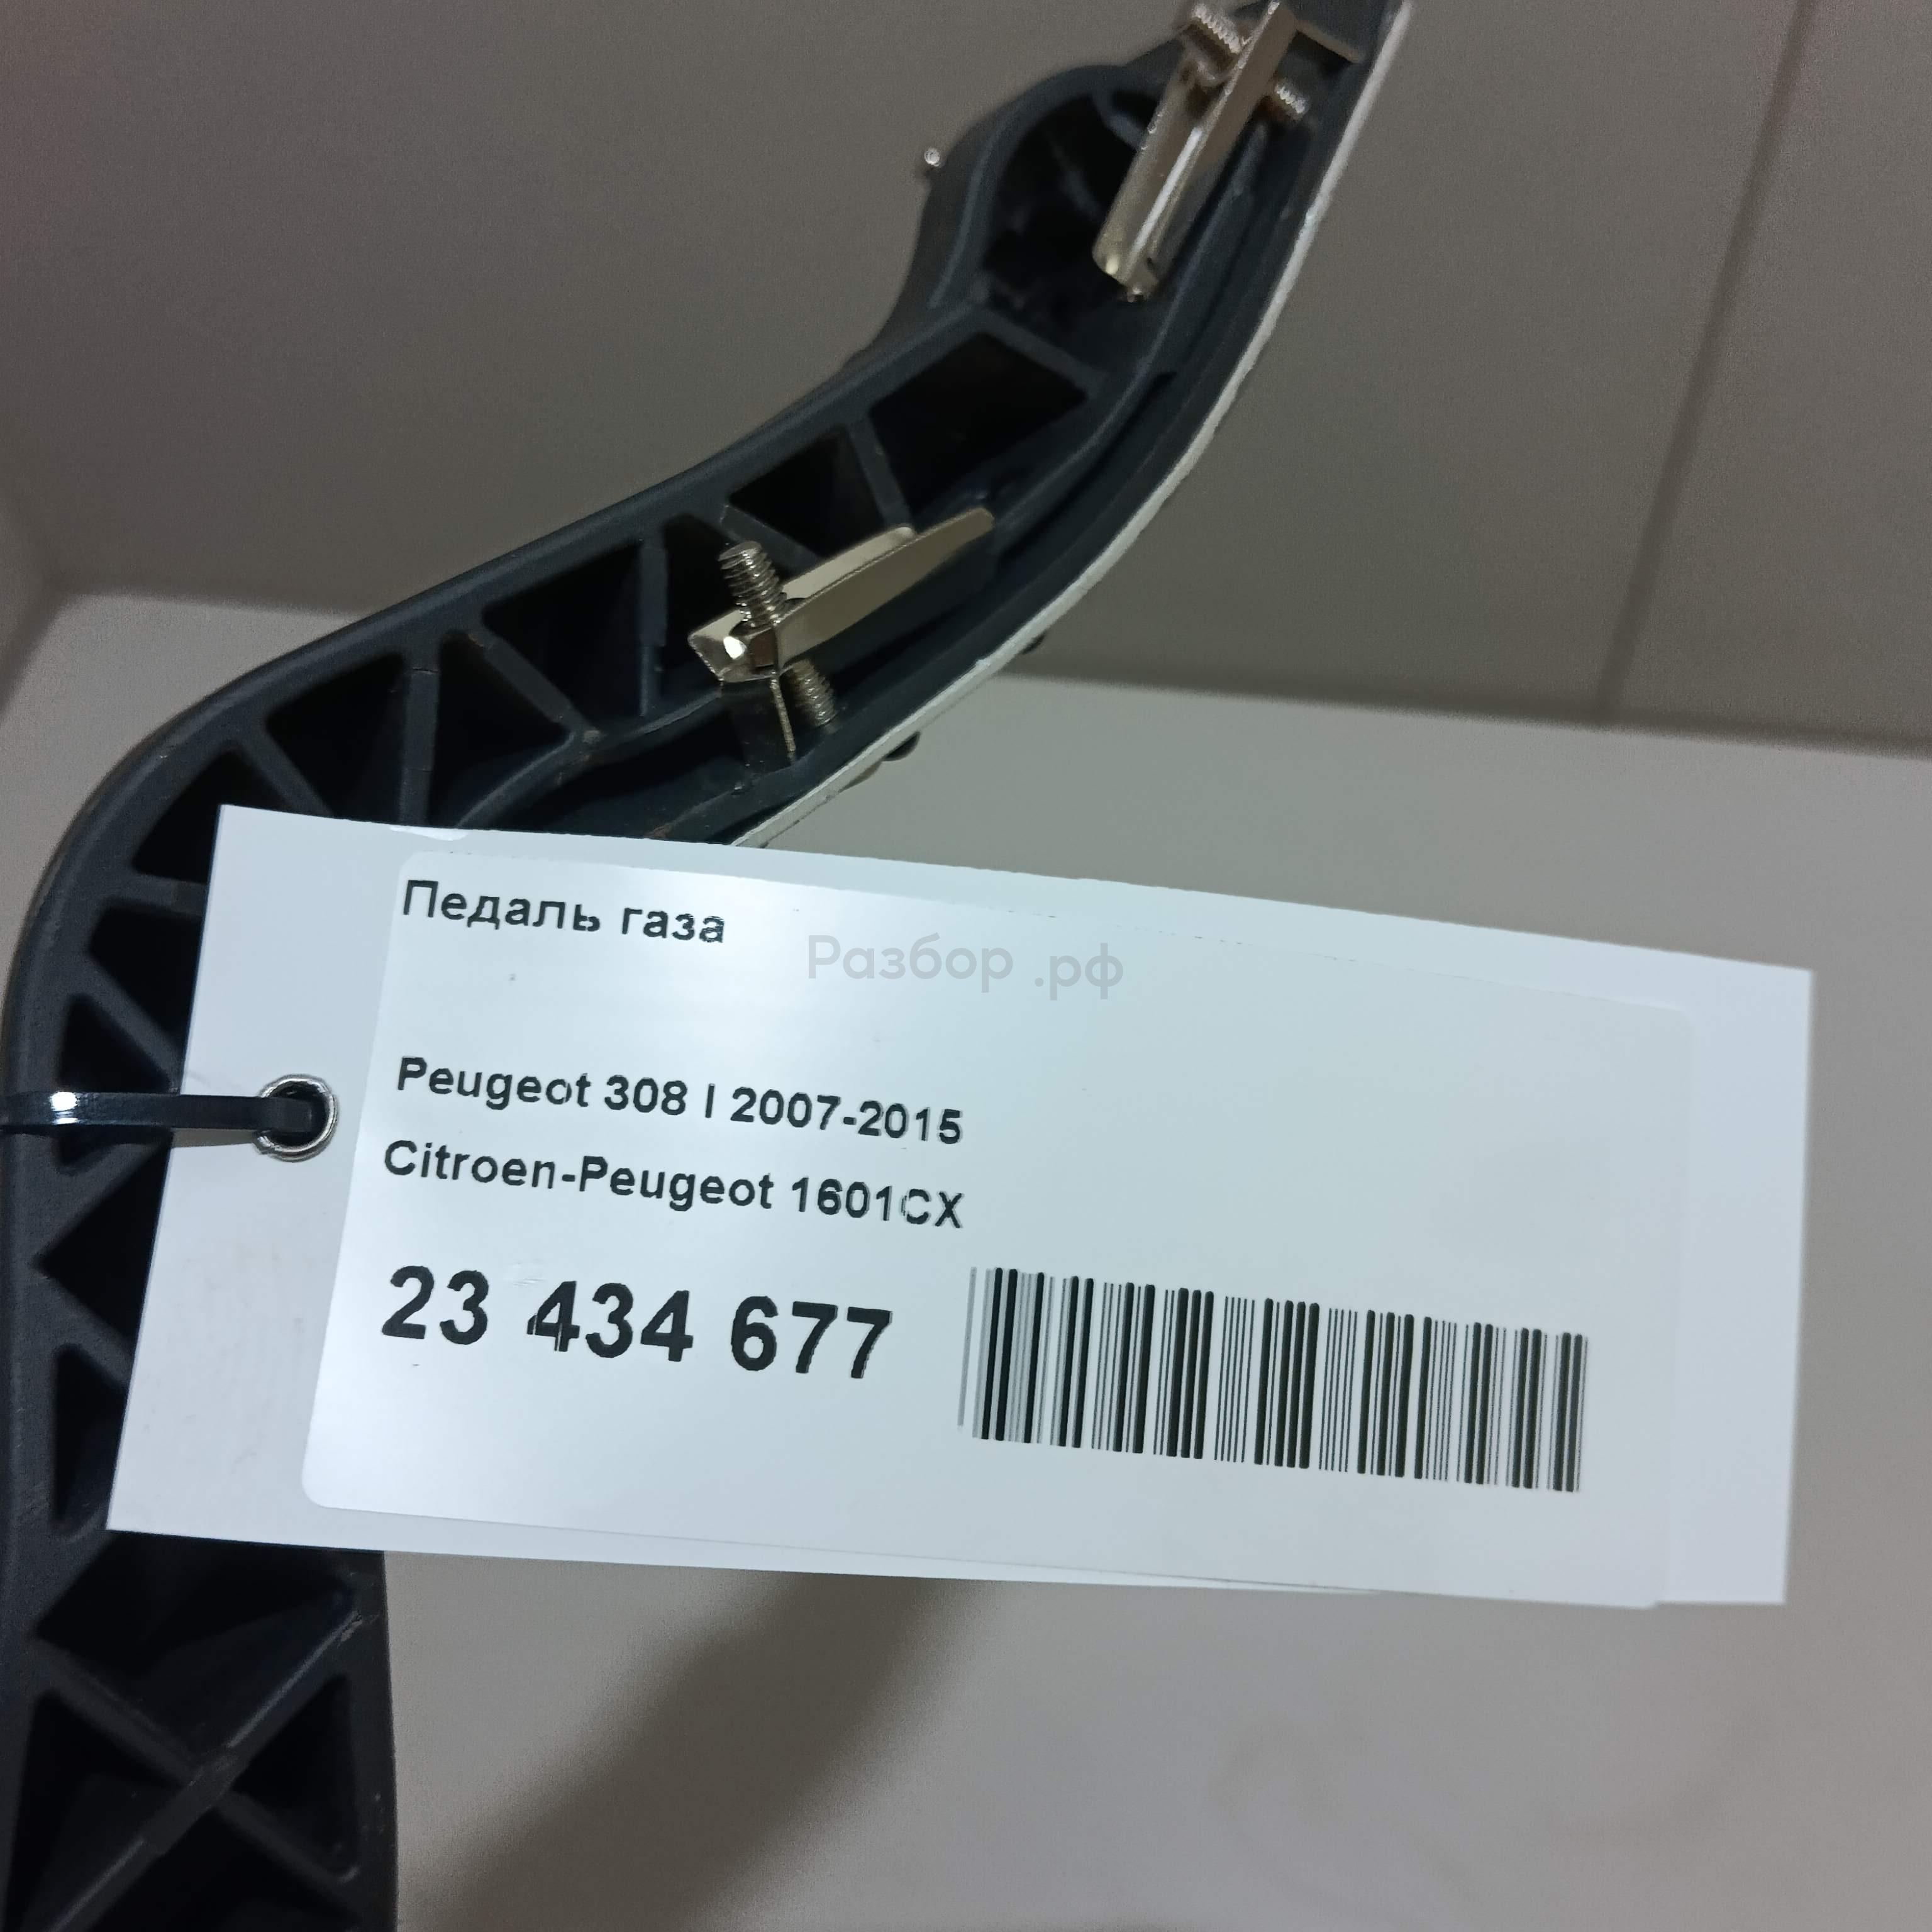 Педаль газа
Разбор .рф
Peugeot 308 I 2007-2015
Citroen-Peugeot 1601CX
23 434 677